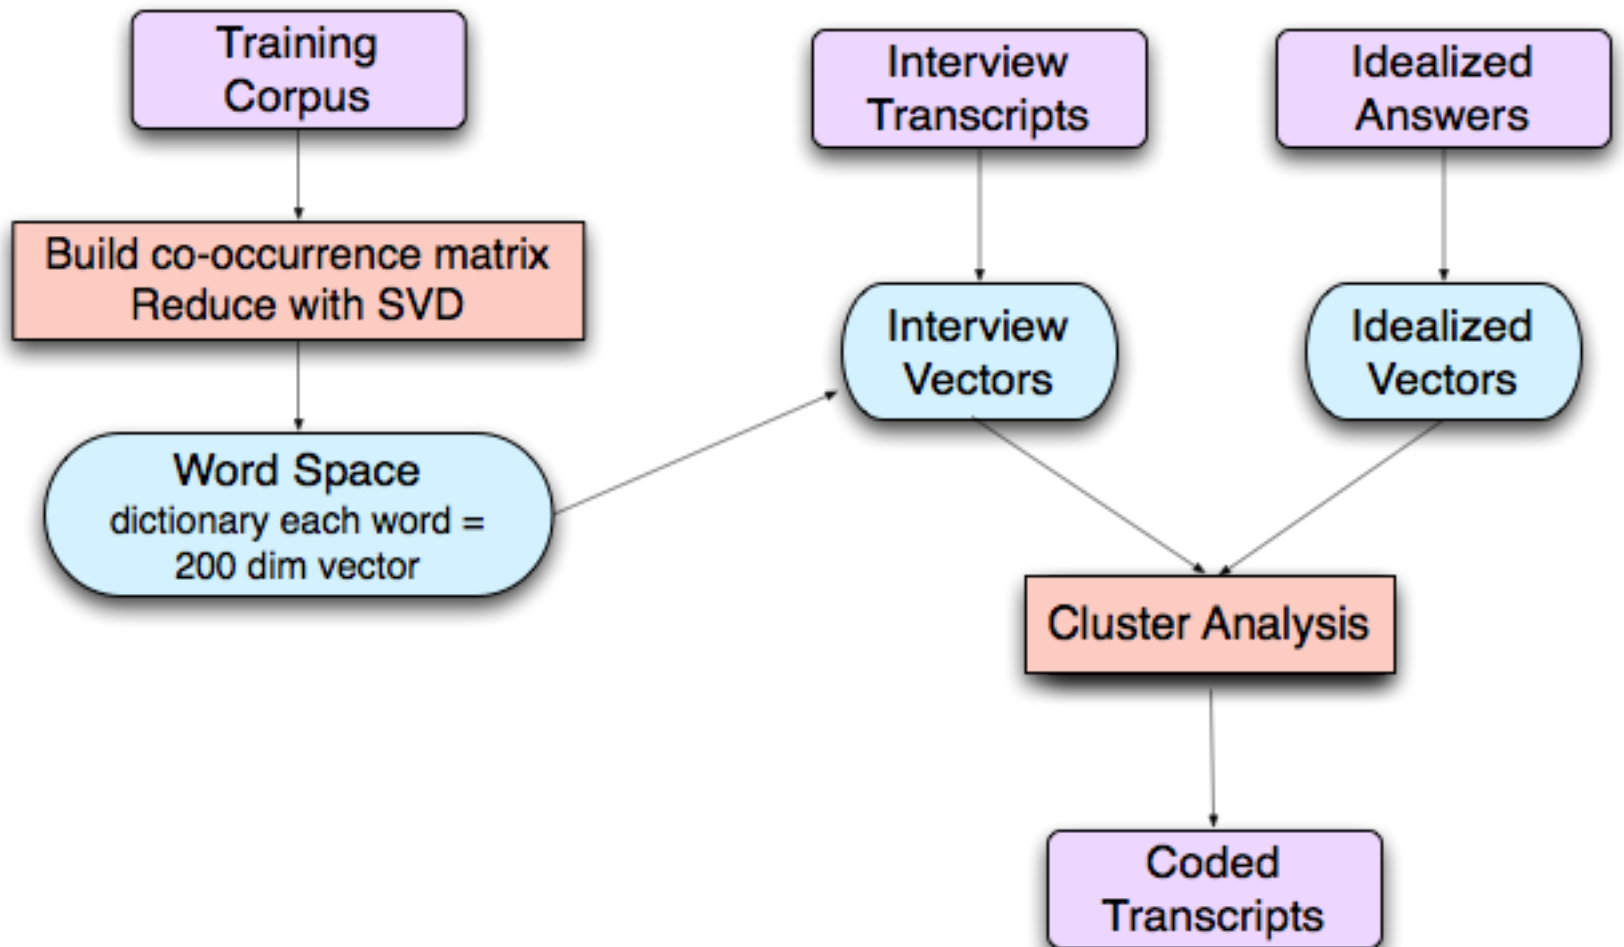 Training
Corpus
Build co-occurrence matrix
Reduce with SVD
Word Space
dictionary each word =
200 dim vector
Interview
Transcripts
Interview
Vectors
Idealized
Answers
Idealized
Vectors
Cluster Analysis
Coded
Transcripts